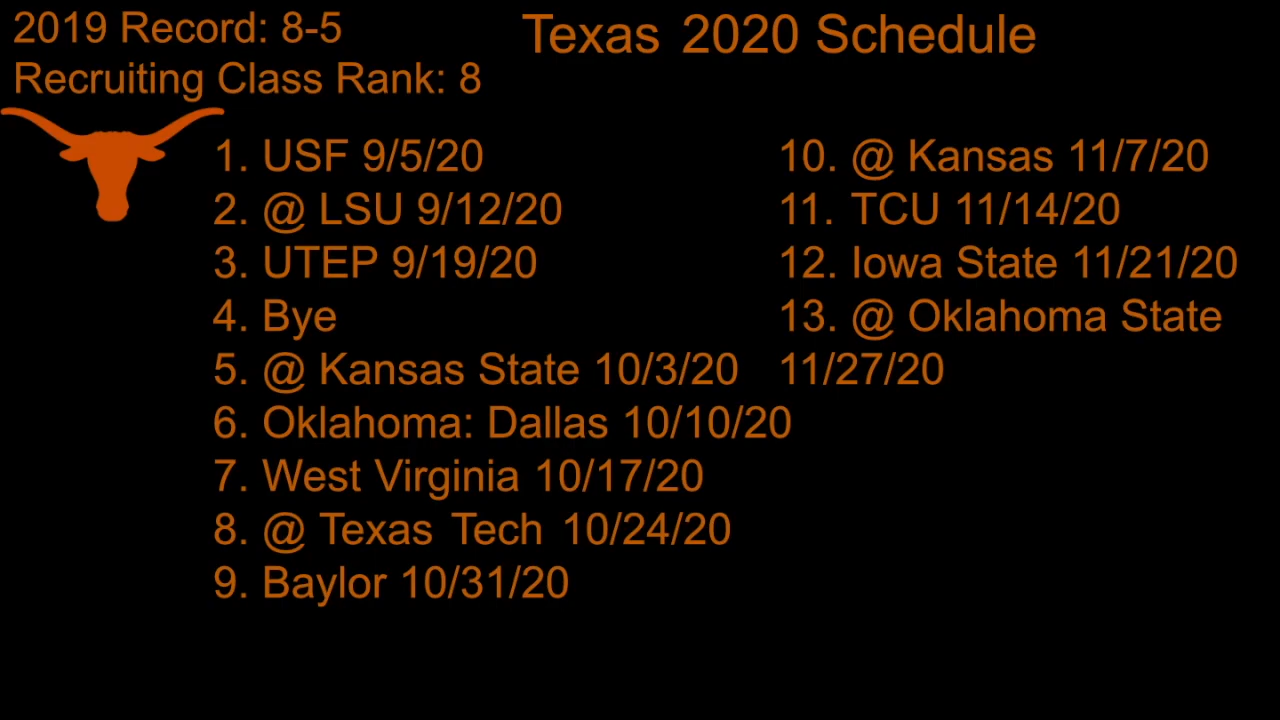 2019 Record: 8-5
Recruiting Class Rank: 8
Texas 2020 Schedule
1. USF 9/5/20
2. @ LSU 9/12/20
3. UTEP 9/19/20
4. Bye
5. @ Kansas State 10/3/20
6. Oklahoma: Dallas 10/10/20
7. West Virginia 10/17/20
8. @ Texas Tech 10/24/20
9. Baylor 10/31/20
10. @ Kansas 11/7/20
11. TCU 11/14/20
12. Iowa State 11/21/20
13. @ Oklahoma State
11/27/20